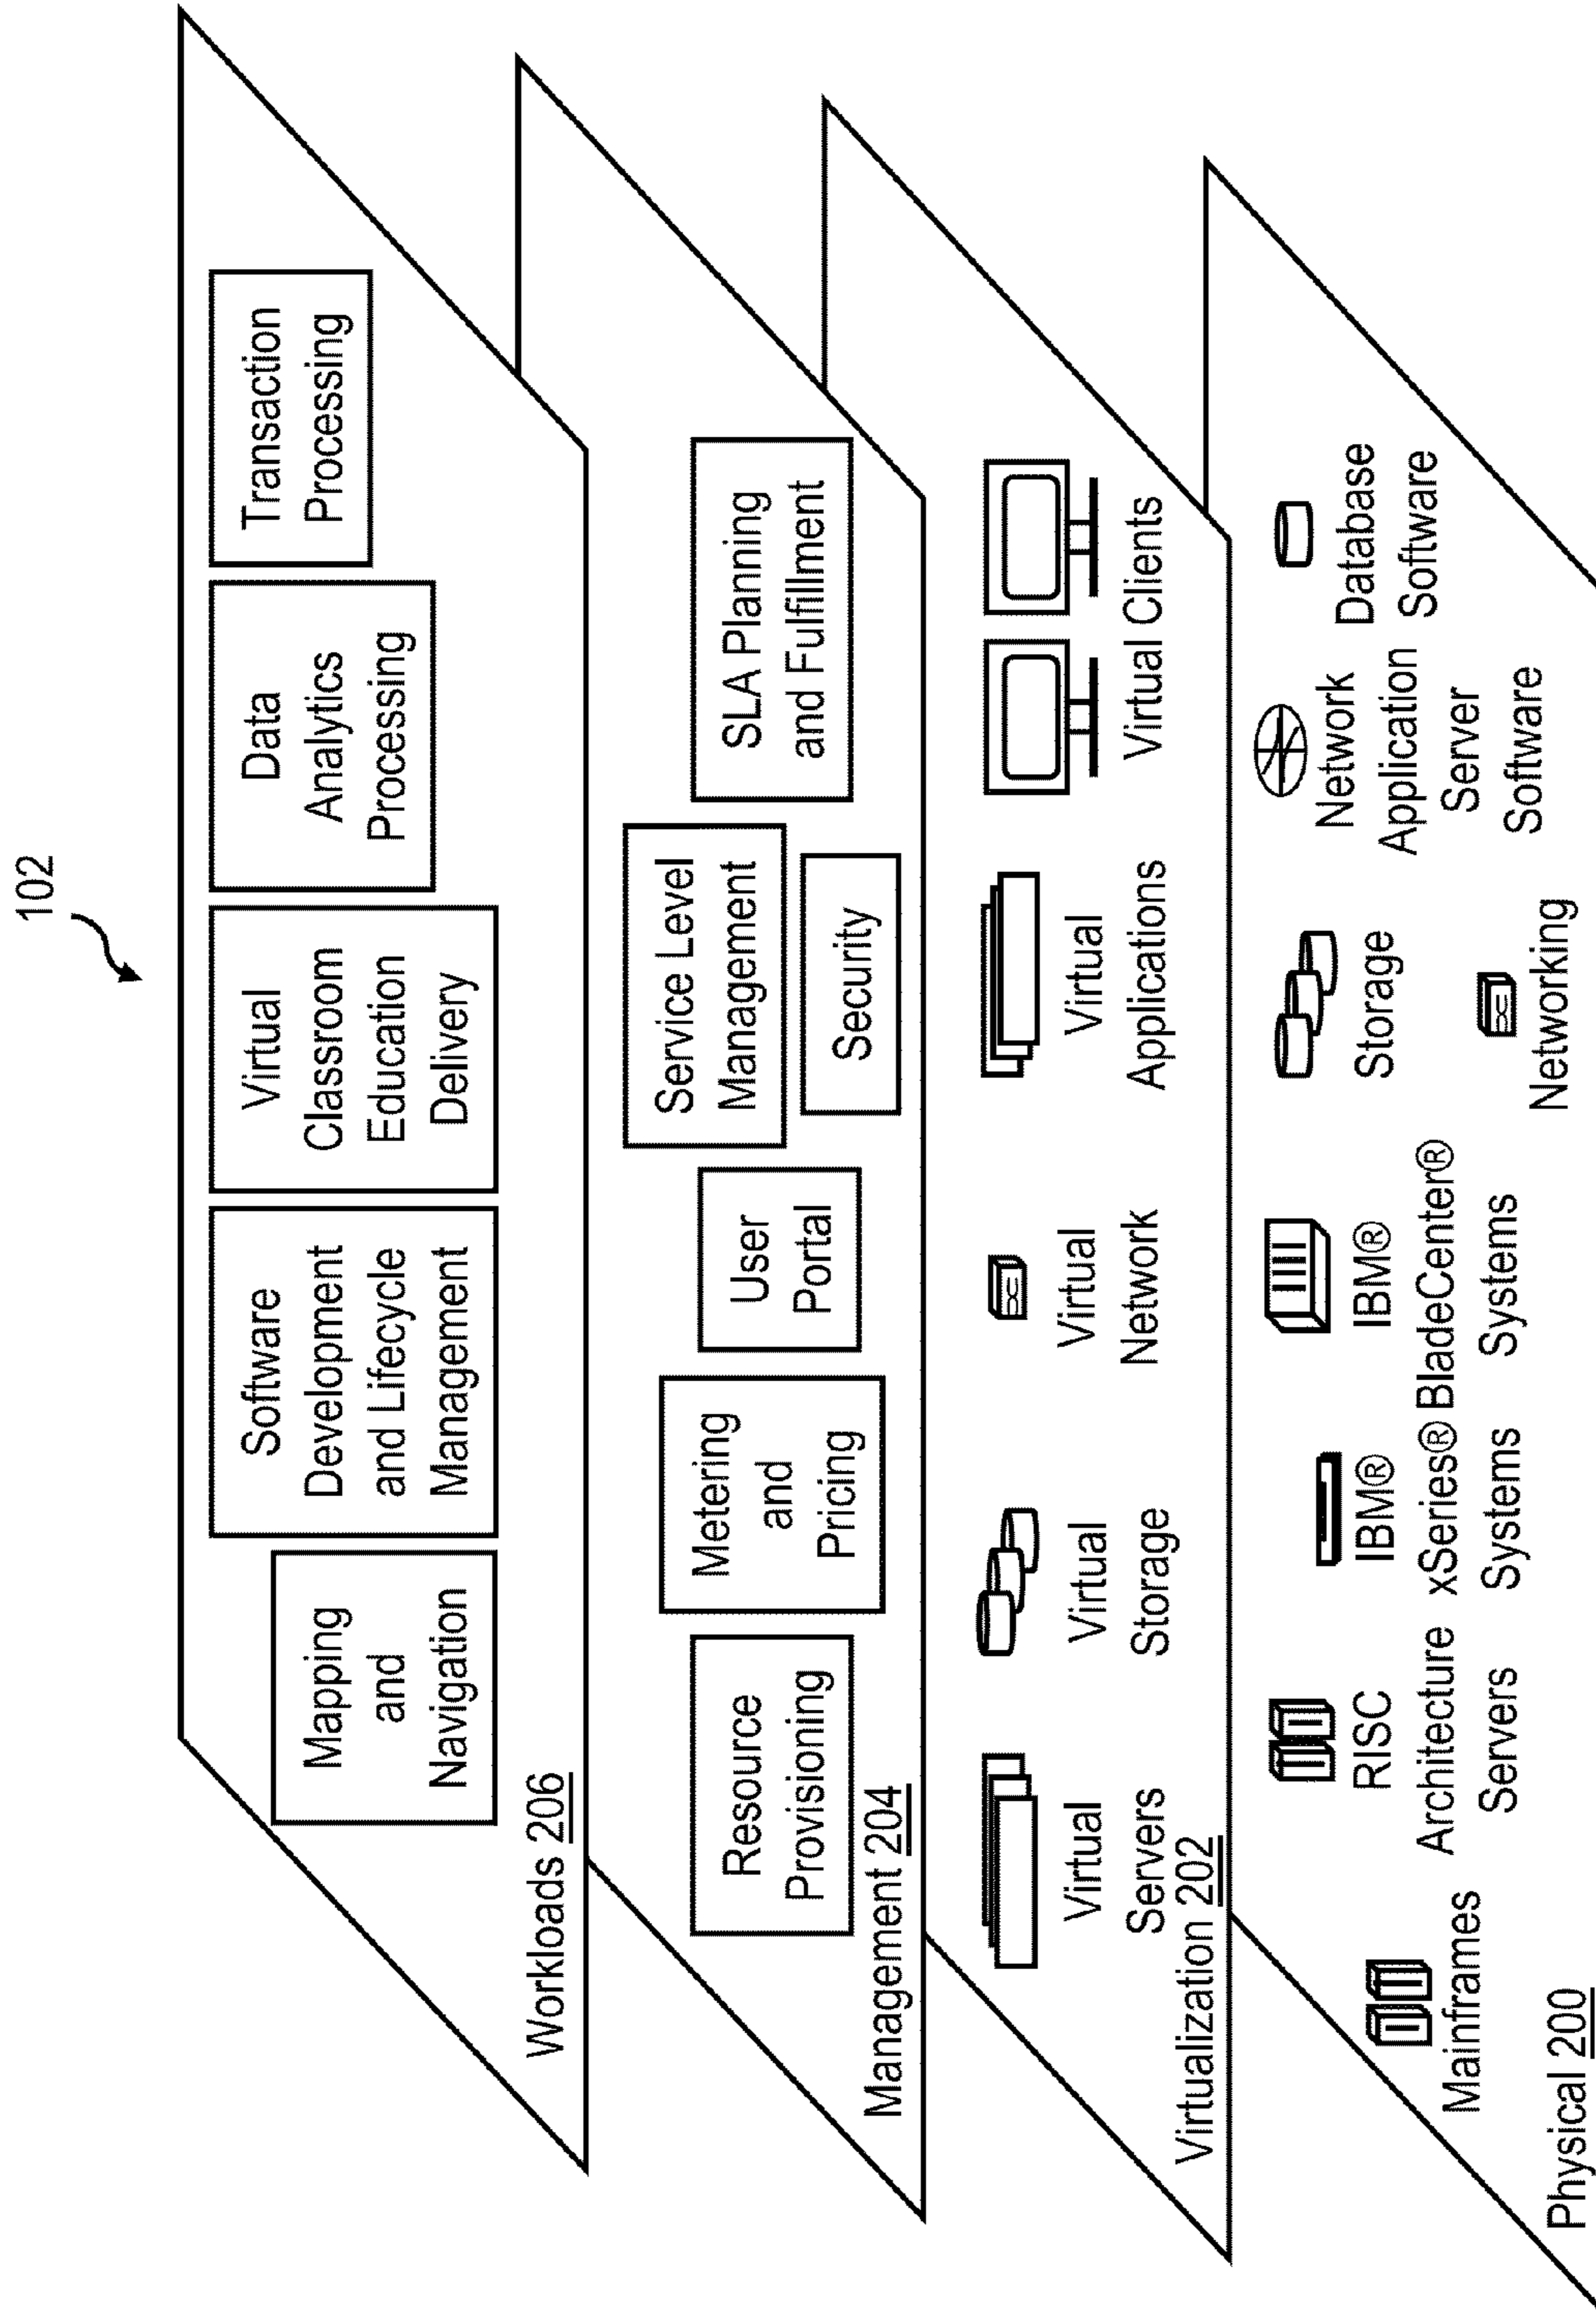 102
Mapping
and
Navigation
Software
Development
and Lifecycle
Management
Virtual
Classroom
Education
Delivery
Data
Analytics
Processing
Transaction
Processing
Workloads 206
Resource
Provisioning
Metering
and
Pricing
User
Portal
Service Level
Management
Security
SLA Planning
and Fulfillment
Management 204
Virtual
Servers
Virtual
Storage
Virtual
Network
Virtual
Applications
Virtual Clients
Virtualization 202
Mainframes
RISC
Architecture
Servers
IBM®
xSeries®
Systems
IBM®
BladeCenter®
Systems
Storage
Networking
Network
Application
Server
Software
Database
Software
Physical 200